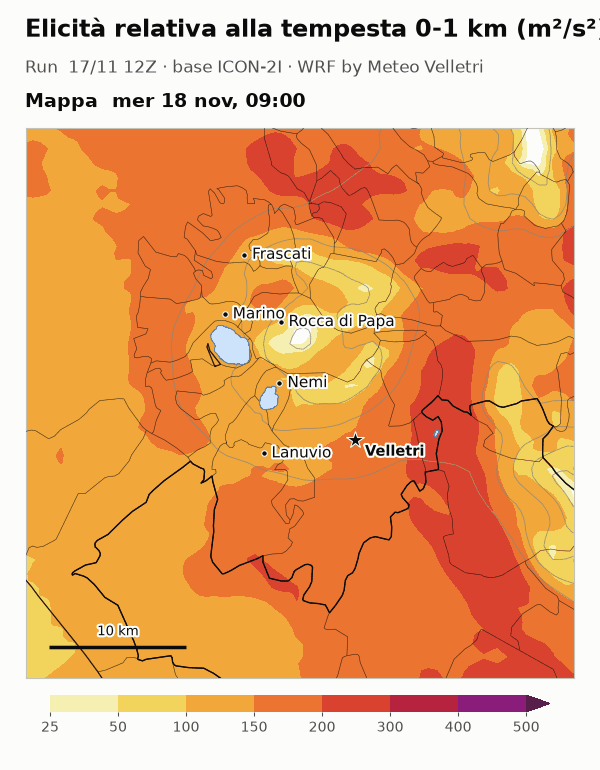 Elicità relativa alla tempesta 0-1 km (m²/s²)
Run 17/11 12Z · base ICON-2I · WRF by Meteo Velletri
Mappa mer 18 nov, 09:00
Frascati
Marino
Rocca di Papa
Nemi
Lanuvio
Velletri
10 km
25 50 100 150 200 300 400 500